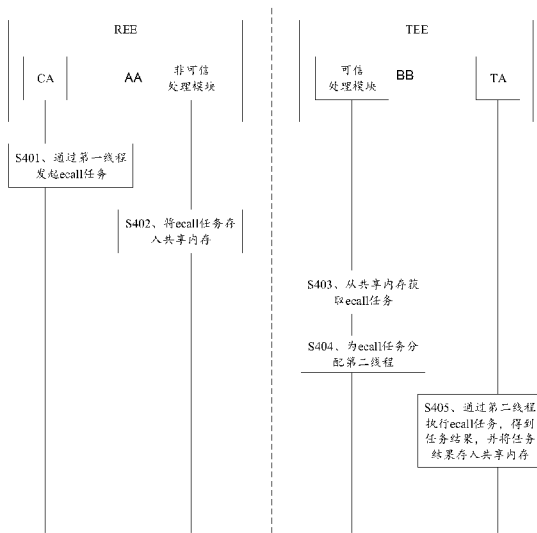 REE
TEE
CA
AA
非可信
处理模块
可信
处理模块
BB
TA
S401、通过第一线程
发起ecall任务
S402、将ecall任务存
入共享内存
S403、从共享内存获
取ecall任务
S404、为ecall任务分
配第二线程
S405、通过第二线程
执行ecall任务，得到
任务结果，并将任务
结果存入共享内存